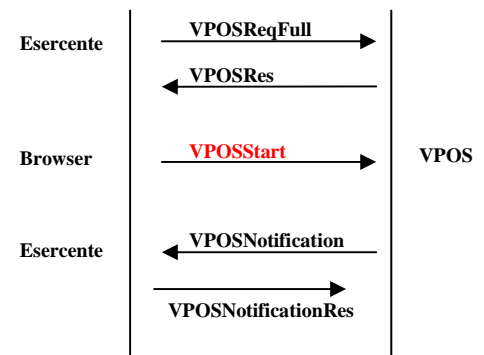 VPOSReqFull
Esercente
VPOSRes
Browser
VPOSStart
VPOS
VPOSNotification
Esercente
VPOSNotificationRes